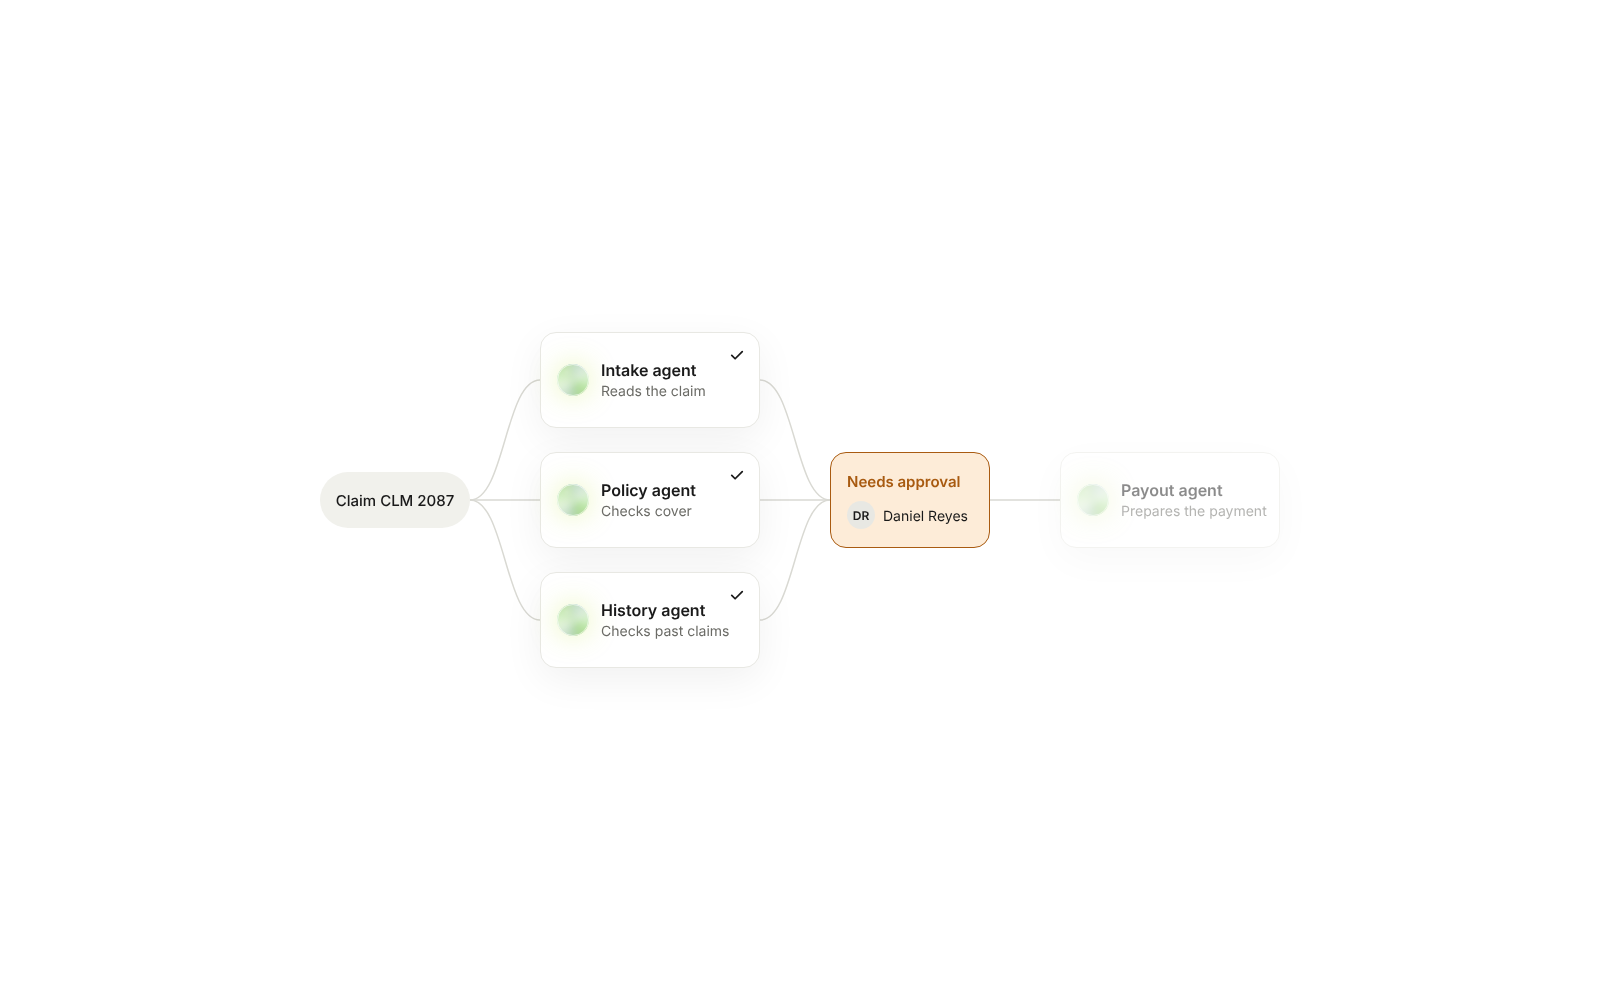 Claim CLM 2087
Intake agent
Reads the claim
Policy agent
Checks cover
History agent
Checks past claims
Needs approval
DR Daniel Reyes
Payout agent
Prepares the payment